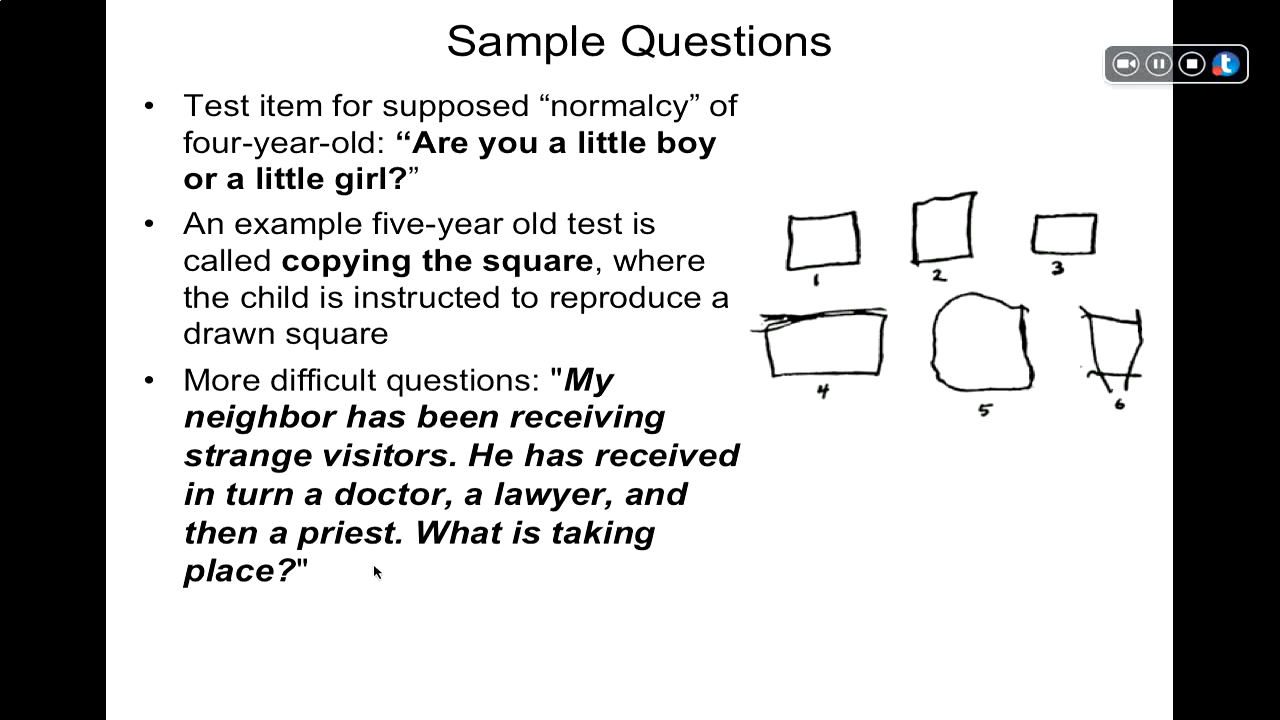 Sample Questions
• Test item for supposed “normalcy” of
four-year-old: “Are you a little boy
or a little girl?”
• An example five-year old test is
called copying the square, where
the child is instructed to reproduce a
drawn square
• More difficult questions: "My
neighbor has been receiving
strange visitors. He has received
in turn a doctor, a lawyer, and
then a priest. What is taking
place?"
1 2 3
4 5 6
t